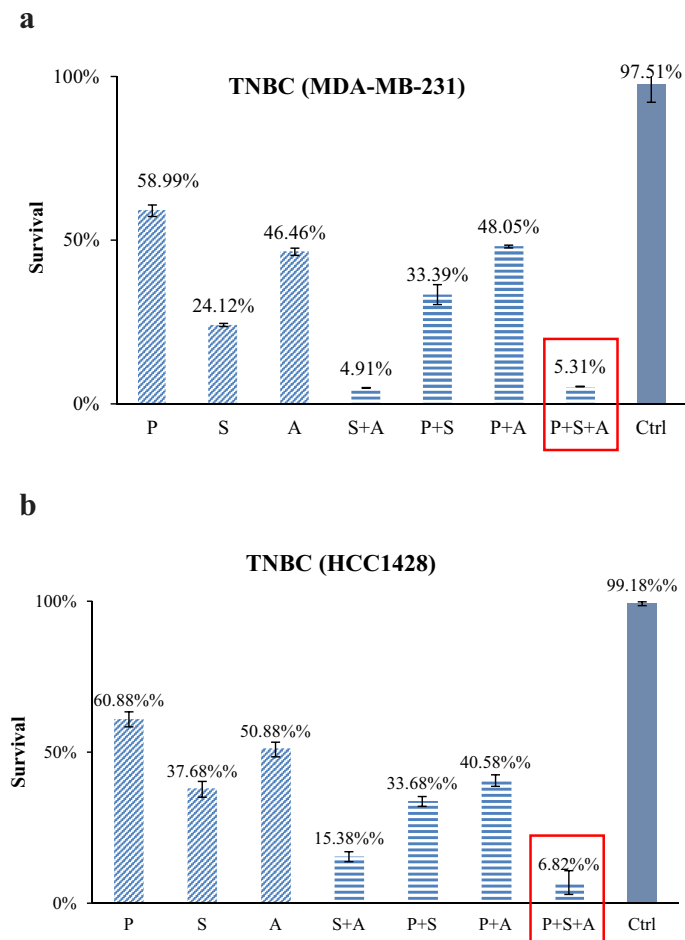 a
TNBC (MDA-MB-231)
Survival
100%
50%
0%
58.99%
24.12%
46.46%
4.91%
33.39%
48.05%
5.31%
97.51%
P S A S+A P+S P+A P+S+A Ctrl
b
TNBC (HCC1428)
Survival
100%
50%
0%
60.88%%
37.68%%
50.88%%
15.38%%
33.68%%
40.58%%
6.82%%
99.18%%
P S A S+A P+S P+A P+S+A Ctrl